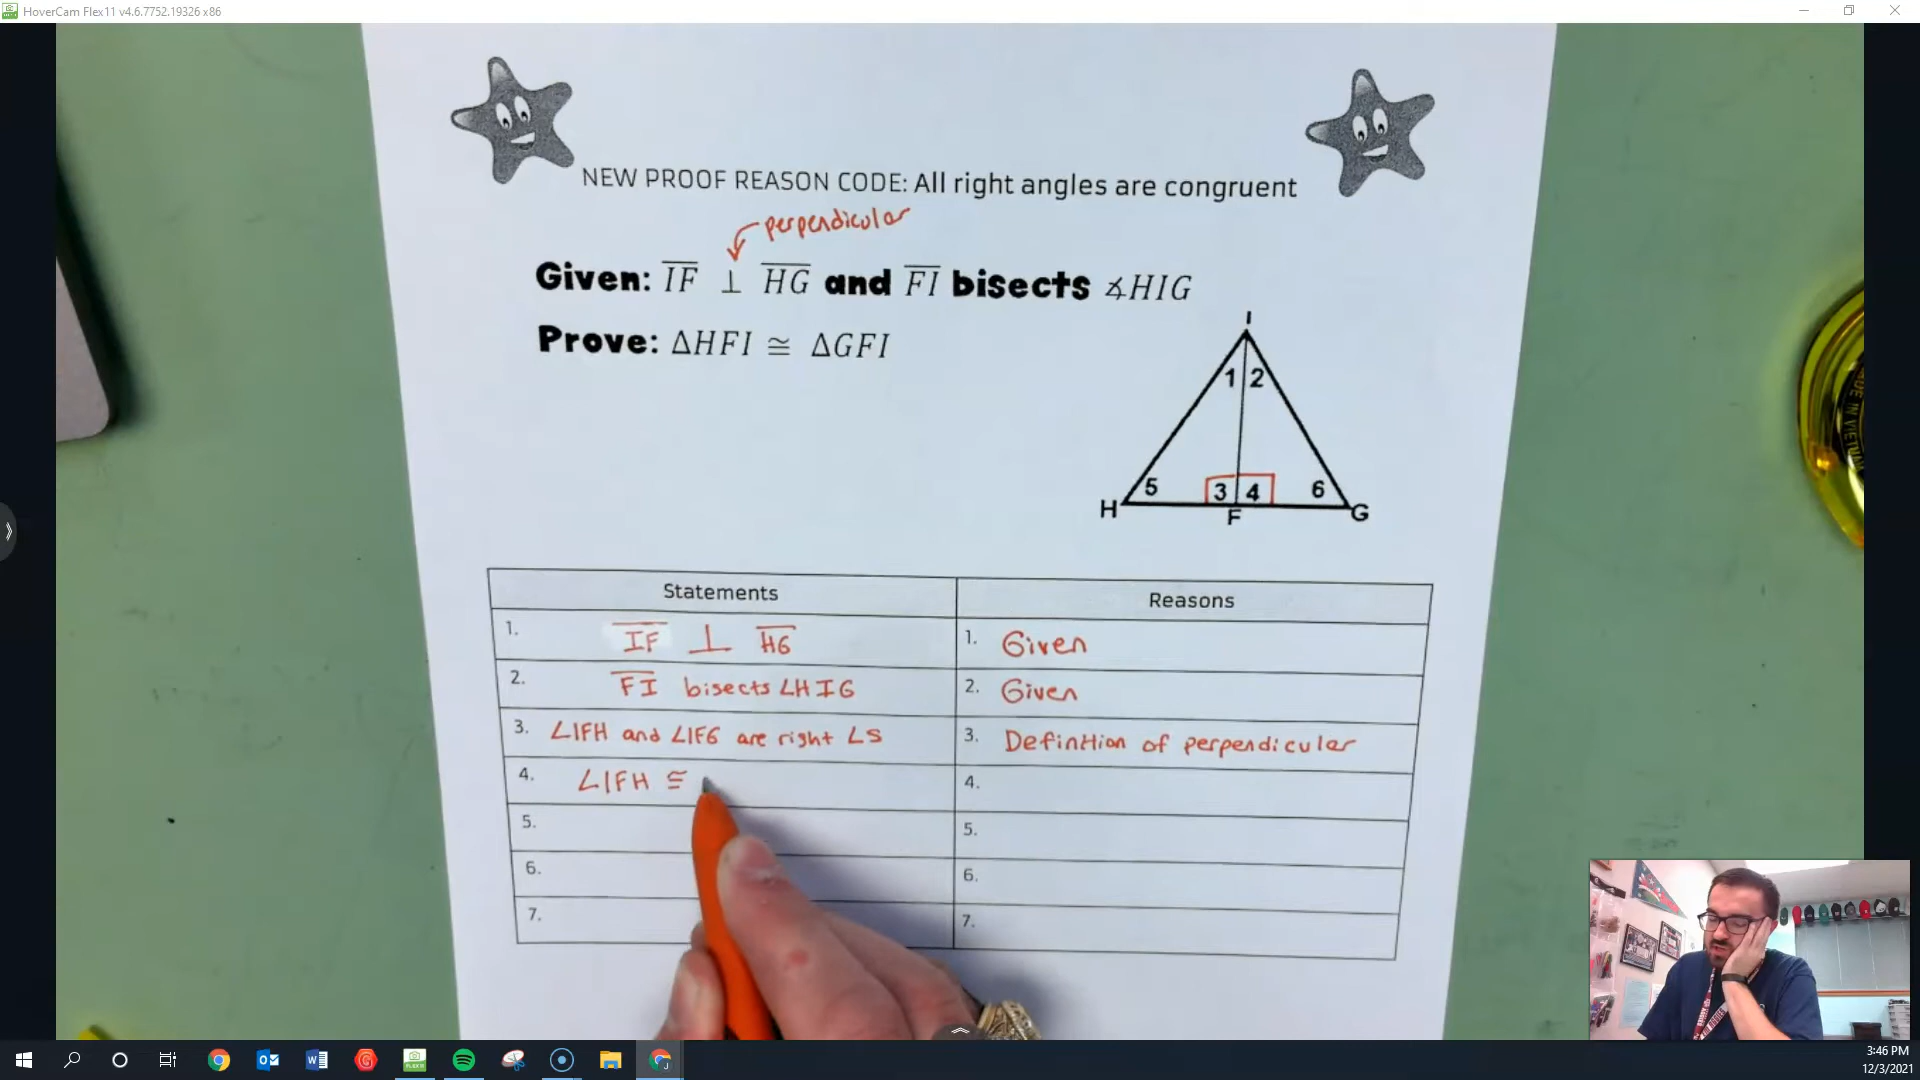 HoverCam Flex11 v4.6.7752.19326 x86
NEW PROOF REASON CODE: All right angles are congruent
perpendicular
Given: IF ⊥ HG and FI bisects ∡HIG
Prove: ΔHFI ≅ ΔGFI
I
1 2
5 3 4 6
H F G
Statements Reasons
1. IF ⊥ HG 1. Given
2. FI bisects ∠HIG 2. Given
3. ∠IFH and ∠IFG are right ∠S 3. Definition of perpendicular
4. ∠IFH ≅ 4.
5. 5.
6. 6.
7. 7.
3:46 PM
12/3/2021